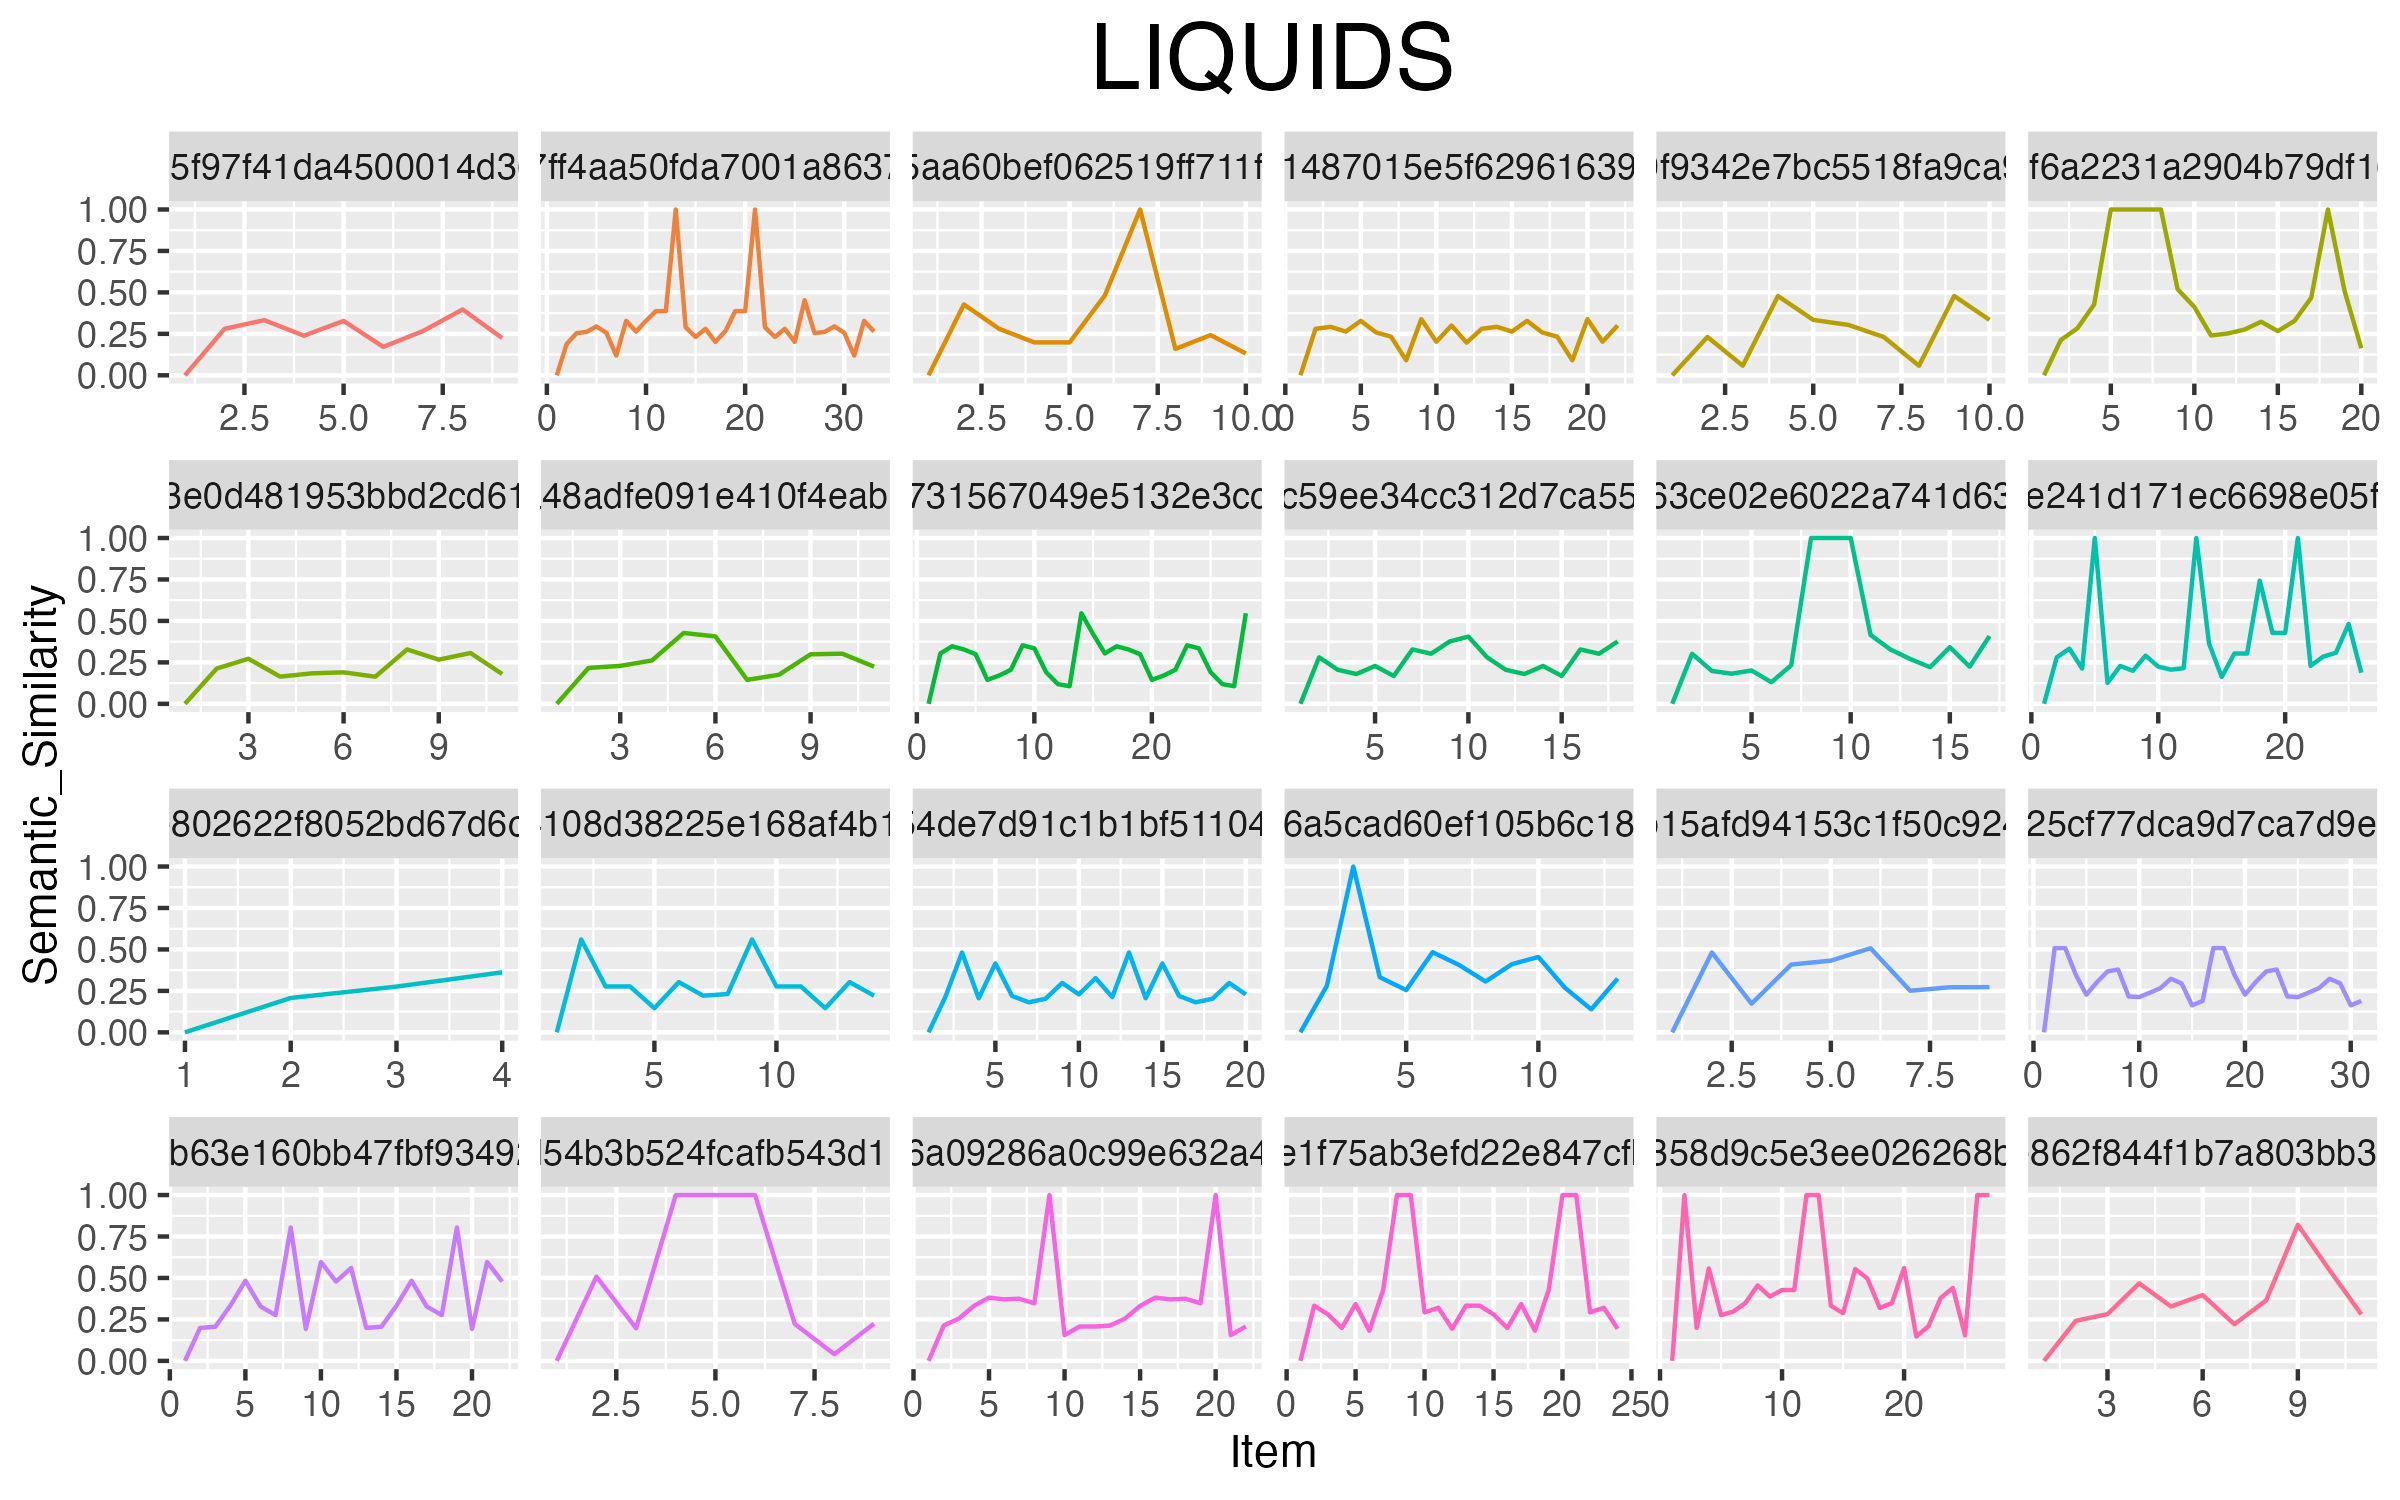 LIQUIDS
5f97f41da4500014d3 7ff4aa50fda7001a8637 5aa60bef062519ff711f 1487015e5f62961639 f9342e7bc5518fa9ca9 f6a2231a2904b79df1
1.00
0.75
0.50
0.25
0.00
2.5 5.0 7.5 0 10 20 30 2.5 5.0 7.5 10.0 0 5 10 15 20 2.5 5.0 7.5 10.0 5 10 15 20
3e0d481953bbd2cd61 48adfe091e410f4eab 731567049e5132e3cc c59ee34cc312d7ca55 63ce02e6022a741d63 e241d171ec6698e05f
1.00
0.75
0.50
0.25
0.00
3 6 9 3 6 9 0 10 20 5 10 15 5 10 15 0 10 20
Semantic_Similarity
802622f8052bd67d6c 108d38225e168af4b1 54de7d91c1b1bf51104 6a5cad60ef105b6c18 15afd94153c1f50c924 25cf77dca9d7ca7d9e
1.00
0.75
0.50
0.25
0.00
1 2 3 4 5 10 5 10 15 20 5 10 2.5 5.0 7.5 0 10 20 30
b63e160bb47fbf93492 54b3b524fcafb543d1 6a09286a0c99e632a4 e1f75ab3efd22e847cf 358d9c5e3ee026268b 862f844f1b7a803bb3
1.00
0.75
0.50
0.25
0.00
0 5 10 15 20 2.5 5.0 7.5 0 5 10 15 20 0 5 10 15 20 25 0 10 20 3 6 9
Item